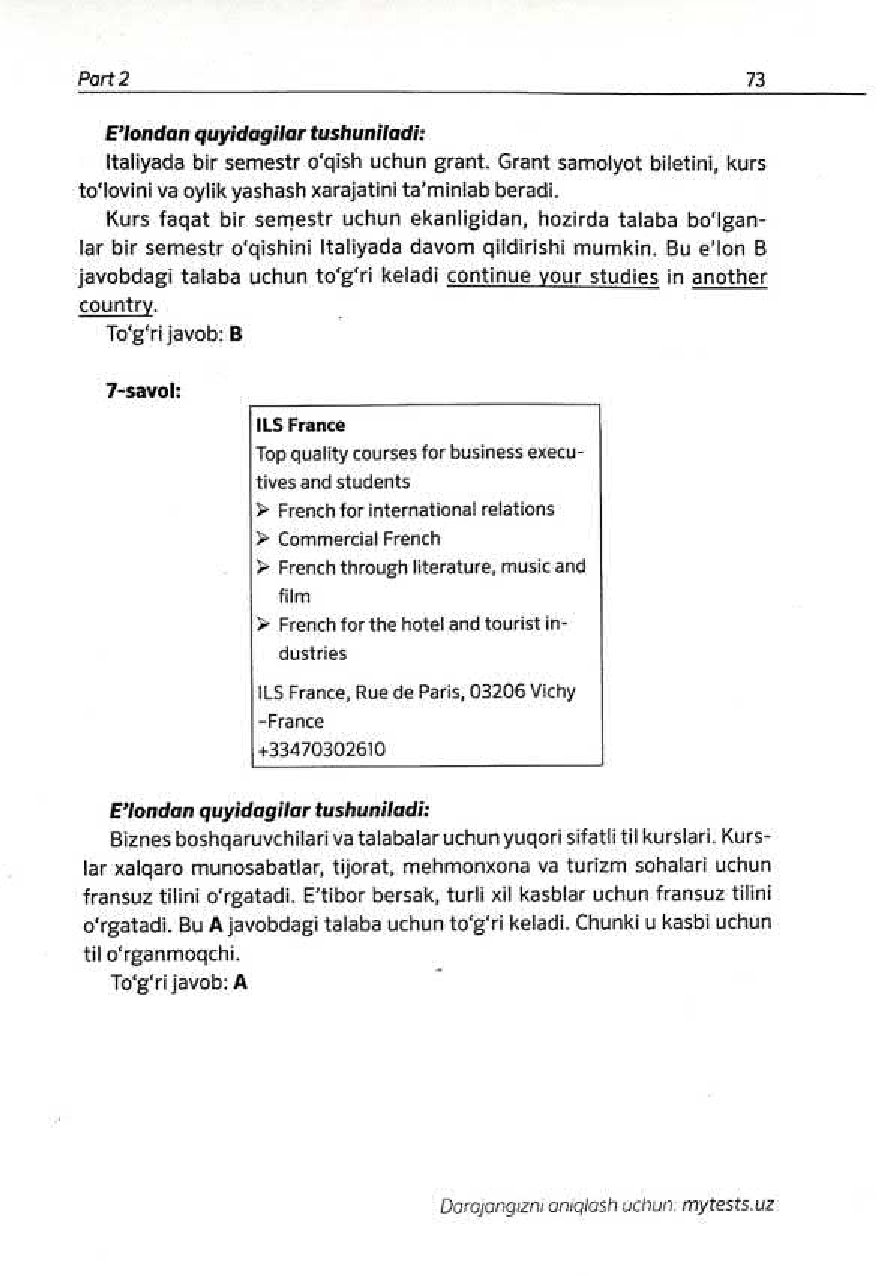 Part 2 73
E'londan quyidagilar tushuniladi:
Italiyada bir semestr o‘qish uchun grant. Grant samolyot biletini, kurs
to‘lovini va oylik yashash xarajatini ta’minlab beradi.
Kurs faqat bir semestr uchun ekanligidan, hozirda talaba bo‘lgan-
lar bir semestr o‘qishini Italiyada davom qildirishi mumkin. Bu e’lon B
javobdagi talaba uchun to‘g‘ri keladi continue your studies in another
country.
To‘g‘ri javob: B
7-savol:
ILS France
Top quality courses for business execu-
tives and students
➢ French for international relations
➢ Commercial French
➢ French through literature, music and
film
➢ French for the hotel and tourist in-
dustries
ILS France, Rue de Paris, 03206 Vichy
–France
+33470302610
E'londan quyidagilar tushuniladi:
Biznes boshqaruvchilari va talabalar uchun yuqori sifatli til kurslari. Kurs-
lar xalqaro munosabatlar, tijorat, mehmonxona va turizm sohalari uchun
fransuz tilini o‘rgatadi. E’tibor bersak, turli xil kasblar uchun fransuz tilini
o‘rgatadi. Bu A javobdagi talaba uchun to‘g‘ri keladi. Chunki u kasbi uchun
til o‘rganmoqchi.
To‘g‘ri javob: A
Darajangizni aniqlash uchun: mytests.uz